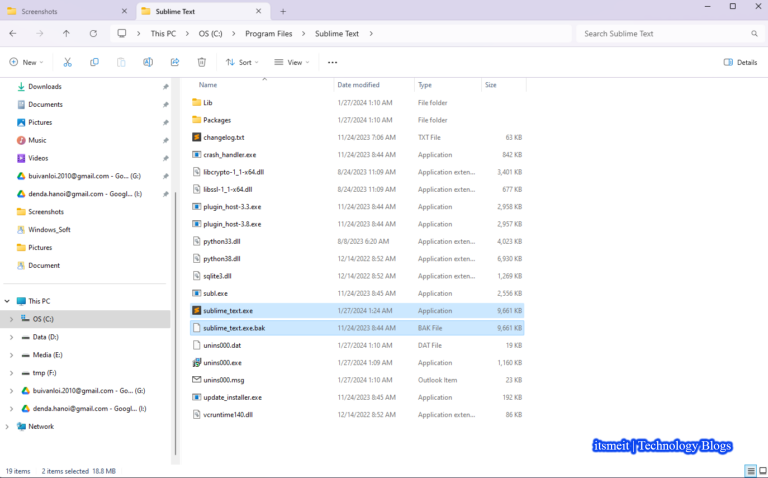 Screenshots
Sublime Text
This PC > OS (C:) > Program Files > Sublime Text >
Search Sublime Text
New
Sort
View
Details
Downloads
Documents
Pictures
Music
Videos
buivanloi.2010@gmail.com - Go... (G:)
denda.hanoi@gmail.com - Googl... (I:)
Screenshots
Windows_Soft
Pictures
Document
This PC
OS (C:)
Data (D:)
Media (E:)
tmp (F:)
buivanloi.2010@gmail.com - Go... (G:)
denda.hanoi@gmail.com - Googl... (I:)
Network
Name Date modified Type Size
Lib 1/27/2024 1:10 AM File folder
Packages 1/27/2024 1:10 AM File folder
changelog.txt 11/24/2023 7:06 AM TXT File 63 KB
crash_handler.exe 11/24/2023 8:44 AM Application 842 KB
libcrypto-1_1-x64.dll 8/24/2023 11:09 AM Application exten... 3,401 KB
libssl-1_1-x64.dll 8/24/2023 11:09 AM Application exten... 677 KB
plugin_host-3.3.exe 11/24/2023 8:44 AM Application 2,958 KB
plugin_host-3.8.exe 11/24/2023 8:44 AM Application 2,957 KB
python33.dll 8/8/2023 6:20 AM Application exten... 4,023 KB
python38.dll 12/14/2022 8:52 AM Application exten... 6,930 KB
sqlite3.dll 12/14/2022 8:52 AM Application exten... 1,269 KB
subl.exe 11/24/2023 8:45 AM Application 2,556 KB
sublime_text.exe 1/27/2024 1:24 AM Application 9,661 KB
sublime_text.exe.bak 11/24/2023 8:44 AM BAK File 9,661 KB
unins000.dat 1/27/2024 1:10 AM DAT File 19 KB
unins000.exe 1/27/2024 1:09 AM Application 1,160 KB
unins000.msg 1/27/2024 1:10 AM Outlook Item 23 KB
update_installer.exe 11/24/2023 8:45 AM Application 192 KB
vcruntime140.dll 12/14/2022 8:52 AM Application exten... 86 KB
itsmeit | Technology Blogs
19 items 2 items selected 18.8 MB